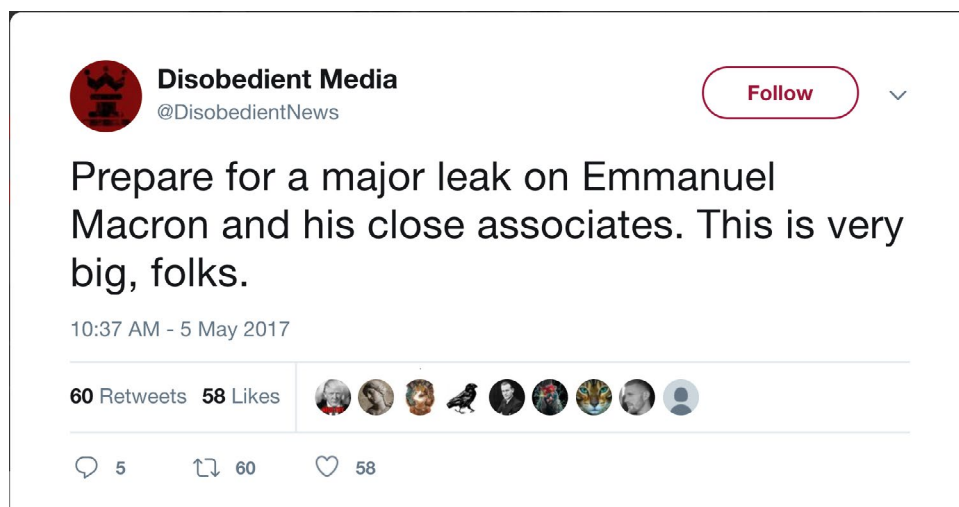 Disobedient Media
@DisobedientNews
Follow
Prepare for a major leak on Emmanuel
Macron and his close associates. This is very
big, folks.
10:37 AM - 5 May 2017
60 Retweets 58 Likes
5 60 58